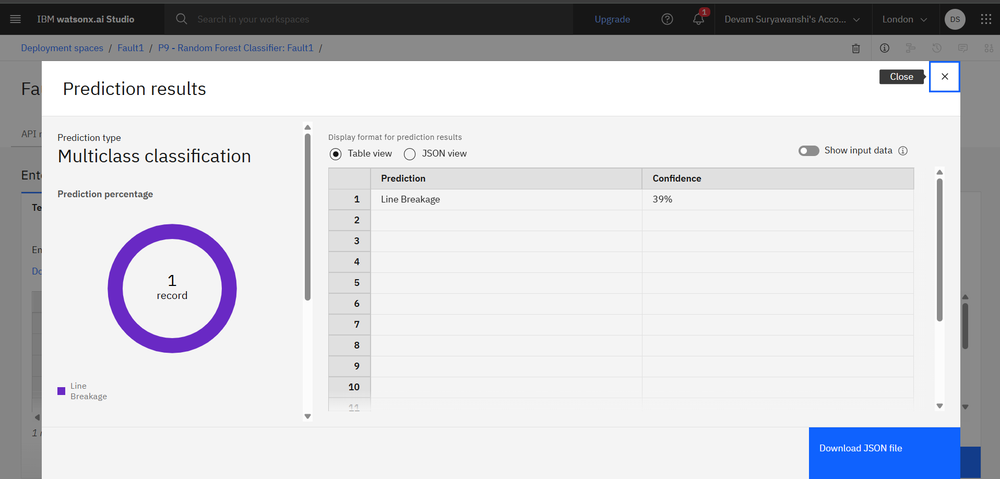 IBM watsonx.ai Studio
Search in your workspaces
Upgrade
1
Devam Suryawanshi's Acco...
London
DS
Deployment spaces / Fault1 / P9 - Random Forest Classifier: Fault1 /
Fa
Prediction results
Close
API r
Prediction type
Multiclass classification
Display format for prediction results
Table view
JSON view
Show input data
Ente
Prediction percentage
Te
En
Do
1 record
Line
Breakage
Prediction Confidence
1 Line Breakage 39%
2
3
4
5
6
7
8
9
10
11
1
Download JSON file